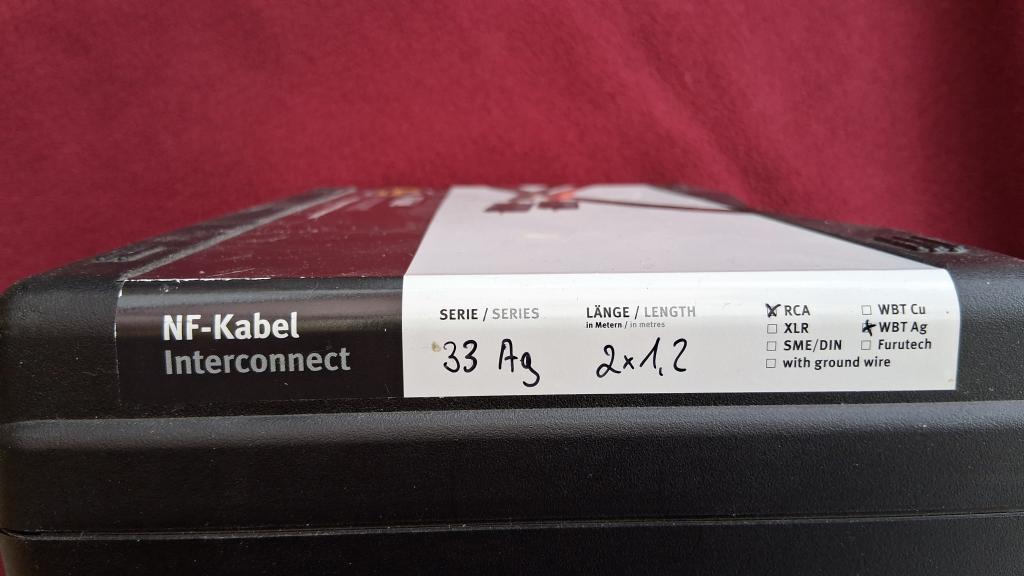 NF-Kabel
Interconnect
SERIE / SERIES
33 Ag
LÄNGE / LENGTH
in Metern / in metres
2x1,2
RCA
XLR
SME/DIN
with ground wire
WBT Cu
WBT Ag
Furutech